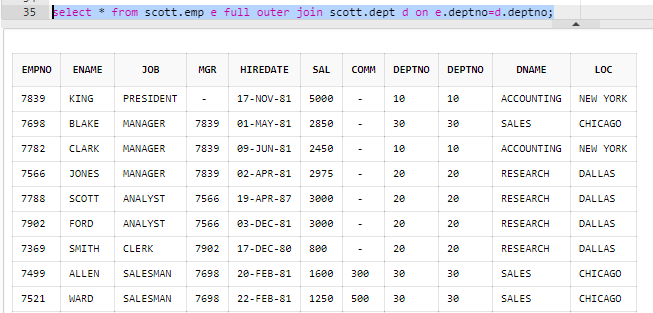 35 select * from scott.emp e full outer join scott.dept d on e.deptno=d.deptno;
EMPNO ENAME JOB MGR HIREDATE SAL COMM DEPTNO DEPTNO DNAME LOC
7839 KING PRESIDENT - 17-NOV-81 5000 - 10 10 ACCOUNTING NEW YORK
7698 BLAKE MANAGER 7839 01-MAY-81 2850 - 30 30 SALES CHICAGO
7782 CLARK MANAGER 7839 09-JUN-81 2450 - 10 10 ACCOUNTING NEW YORK
7566 JONES MANAGER 7839 02-APR-81 2975 - 20 20 RESEARCH DALLAS
7788 SCOTT ANALYST 7566 19-APR-87 3000 - 20 20 RESEARCH DALLAS
7902 FORD ANALYST 7566 03-DEC-81 3000 - 20 20 RESEARCH DALLAS
7369 SMITH CLERK 7902 17-DEC-80 800 - 20 20 RESEARCH DALLAS
7499 ALLEN SALESMAN 7698 20-FEB-81 1600 300 30 30 SALES CHICAGO
7521 WARD SALESMAN 7698 22-FEB-81 1250 500 30 30 SALES CHICAGO